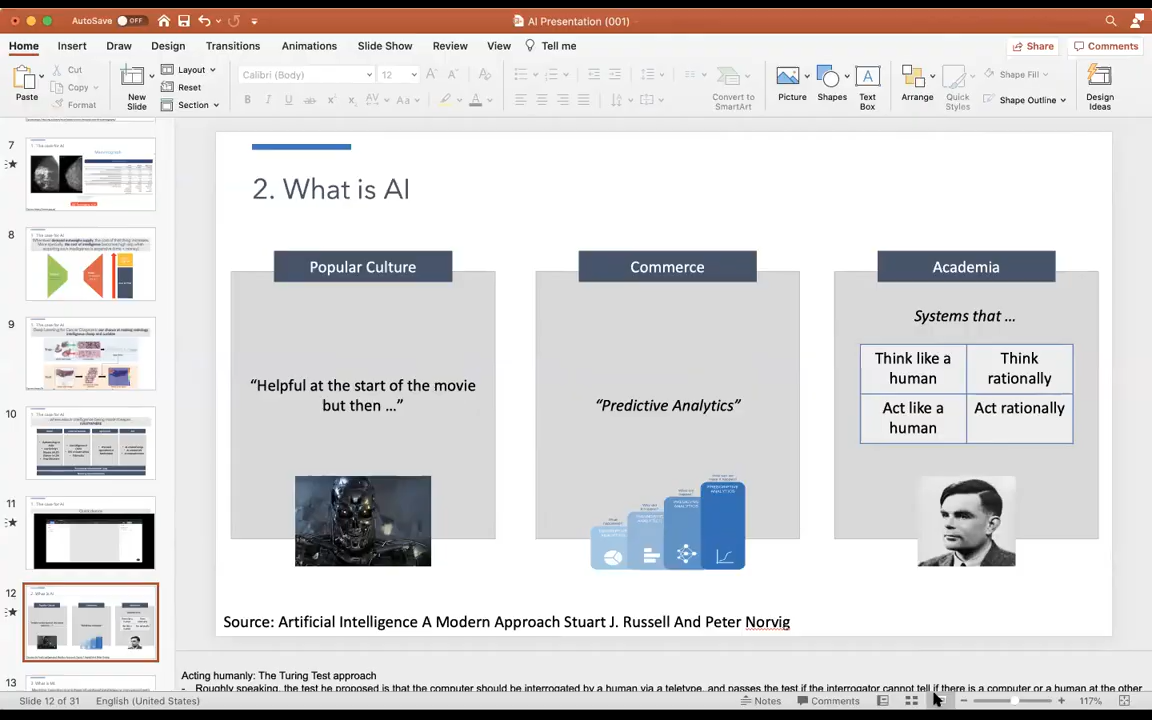 AutoSave OFF
AI Presentation (001)
Home Insert Draw Design Transitions Animations Slide Show Review View Tell me
Share Comments
Paste
Cut
Copy
Format
New Slide
Layout
Reset
Section
Calibri (Body) 12
Convert to SmartArt
Picture
Shapes
Text Box
Arrange
Quick Styles
Shape Fill
Shape Outline
Design Ideas
7
8
9
10
11
12
13
2. What is AI
Popular Culture
“Helpful at the start of the movie
but then …”
Commerce
“Predictive Analytics”
Academia
Systems that …
Think like a human
Think rationally
Act like a human
Act rationally
Source: Artificial Intelligence A Modern Approach Stuart J. Russell And Peter Norvig
Acting humanly: The Turing Test approach
- Roughly speaking, the test he proposed is that the computer should be interrogated by a human via a teletype, and passes the test if the interrogator cannot tell if there is a computer or a human at the other
Slide 12 of 31
English (United States)
Notes
Comments
117%